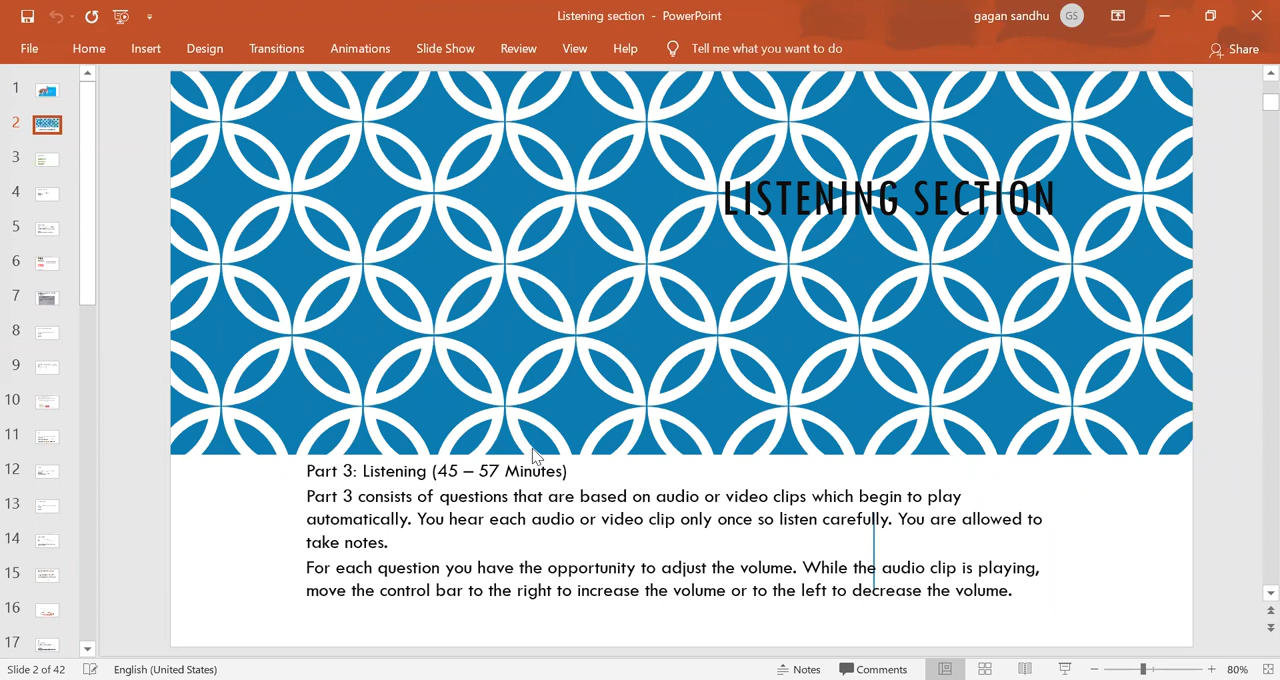 Listening section - PowerPoint
gagan sandhu GS
File Home Insert Design Transitions Animations Slide Show Review View Help Tell me what you want to do Share
1
2
3
4
5
6
7
8
9
10
11
12
13
14
15
16
17
LISTENING SECTION
Part 3: Listening (45 – 57 Minutes)
Part 3 consists of questions that are based on audio or video clips which begin to play
automatically. You hear each audio or video clip only once so listen carefully. You are allowed to
take notes.
For each question you have the opportunity to adjust the volume. While the audio clip is playing,
move the control bar to the right to increase the volume or to the left to decrease the volume.
Slide 2 of 42 English (United States) Notes Comments 80%